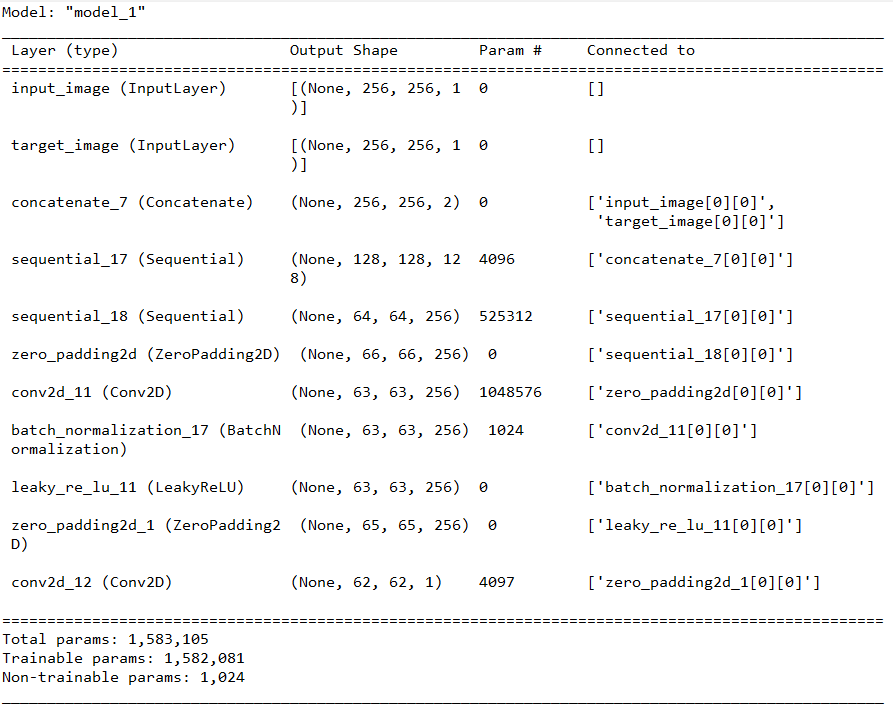 Model: "model_1"
Layer (type) Output Shape Param # Connected to
input_image (InputLayer) [(None, 256, 256, 1 0 []
)]
target_image (InputLayer) [(None, 256, 256, 1 0 []
)]
concatenate_7 (Concatenate) (None, 256, 256, 2) 0 ['input_image[0][0]',
'target_image[0][0]']
sequential_17 (Sequential) (None, 128, 128, 12 4096 ['concatenate_7[0][0]']
8)
sequential_18 (Sequential) (None, 64, 64, 256) 525312 ['sequential_17[0][0]']
zero_padding2d (ZeroPadding2D) (None, 66, 66, 256) 0 ['sequential_18[0][0]']
conv2d_11 (Conv2D) (None, 63, 63, 256) 1048576 ['zero_padding2d[0][0]']
batch_normalization_17 (BatchN (None, 63, 63, 256) 1024 ['conv2d_11[0][0]']
ormalization)
leaky_re_lu_11 (LeakyReLU) (None, 63, 63, 256) 0 ['batch_normalization_17[0][0]']
zero_padding2d_1 (ZeroPadding2 (None, 65, 65, 256) 0 ['leaky_re_lu_11[0][0]']
D)
conv2d_12 (Conv2D) (None, 62, 62, 1) 4097 ['zero_padding2d_1[0][0]']
Total params: 1,583,105
Trainable params: 1,582,081
Non-trainable params: 1,024